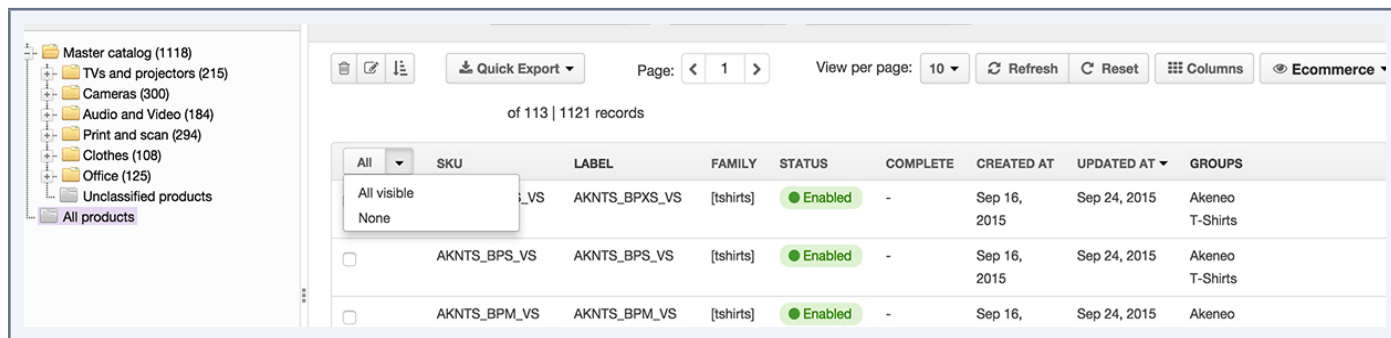 Master catalog (1118)
TVs and projectors (215)
Cameras (300)
Audio and Video (184)
Print and scan (294)
Clothes (108)
Office (125)
Unclassified products
All products
Quick Export Page: 1 View per page: 10 Refresh Reset Columns Ecommerce
of 113 | 1121 records
All SKU LABEL FAMILY STATUS COMPLETE CREATED AT UPDATED AT GROUPS
All visible
None
S_VS AKNTS_BPXS_VS [tshirts] Enabled - Sep 16, Sep 24, 2015 Akeneo
2015 T-Shirts
AKNTS_BPS_VS AKNTS_BPS_VS [tshirts] Enabled - Sep 16, Sep 24, 2015 Akeneo
2015 T-Shirts
AKNTS_BPM_VS AKNTS_BPM_VS [tshirts] Enabled - Sep 16, Sep 24, 2015 Akeneo